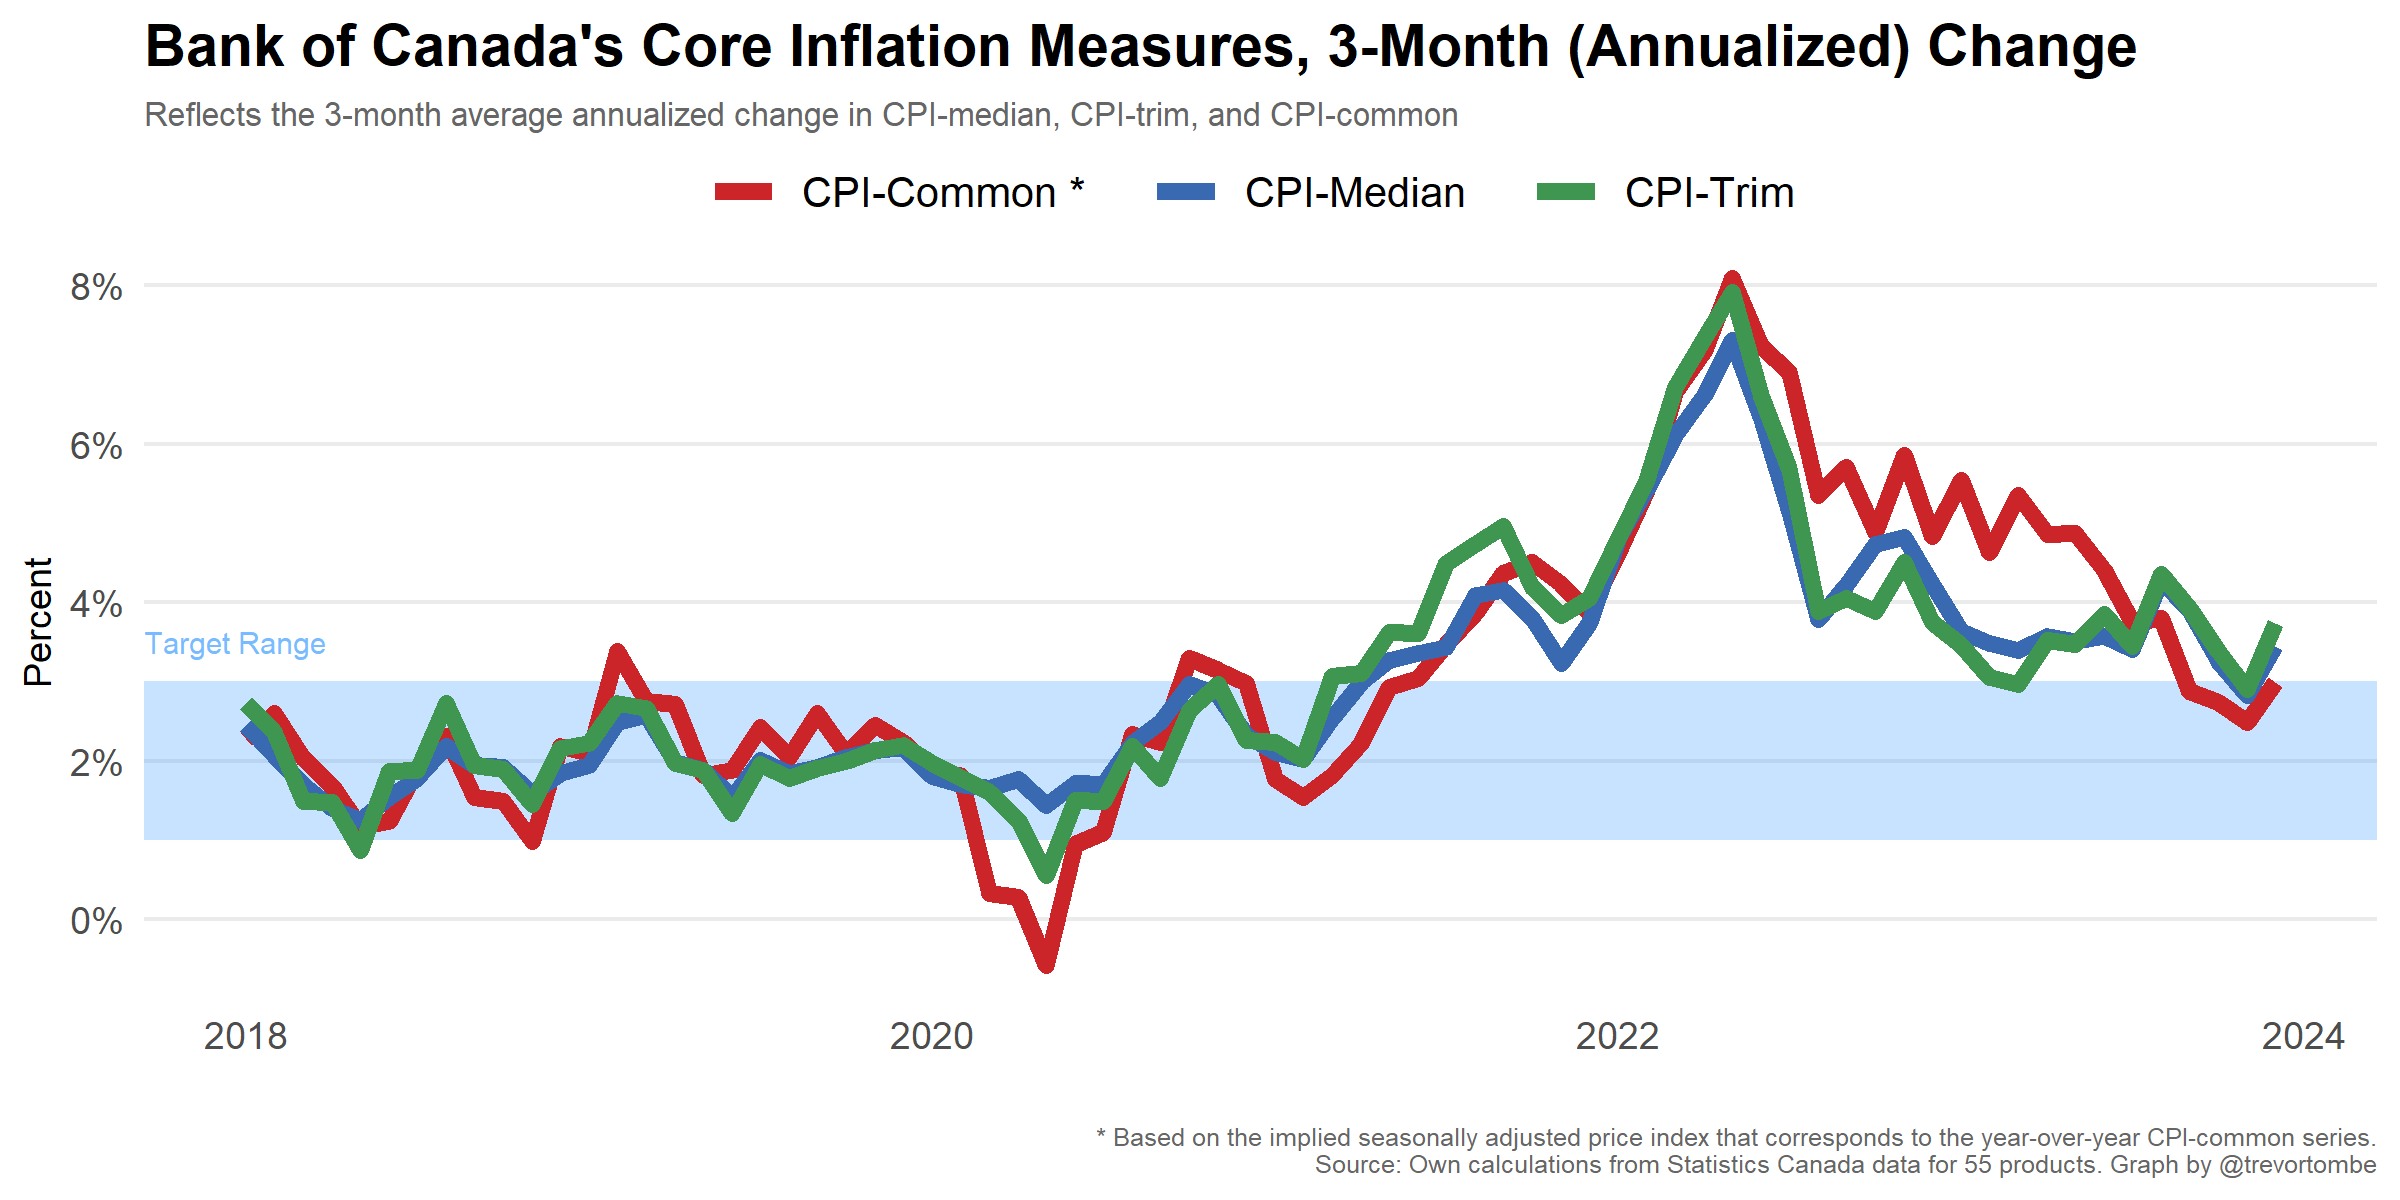 Bank of Canada's Core Inflation Measures, 3-Month (Annualized) Change
Reflects the 3-month average annualized change in CPI-median, CPI-trim, and CPI-common
CPI-Common *
CPI-Median
CPI-Trim
Percent
8%
6%
4%
Target Range
2%
0%
2018
2020
2022
2024
* Based on the implied seasonally adjusted price index that corresponds to the year-over-year CPI-common series.
Source: Own calculations from Statistics Canada data for 55 products. Graph by @trevortombe